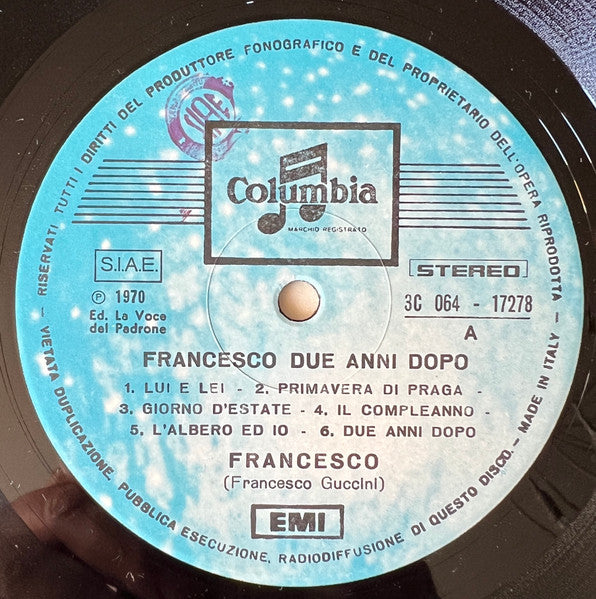 RISERVATI TUTTI I DIRITTI DEL PRODUTTORE FONOGRAFICO E DEL PROPRIETARIO DELL'OPERA RIPRODOTTA
SIAE
Columbia
MARCHIO REGISTRATO
S.I.A.E.
STEREO
℗ 1970
Ed. La Voce
del Padrone
3C 064 - 17278
A
FRANCESCO DUE ANNI DOPO
1. LUI E LEI - 2. PRIMAVERA DI PRAGA -
3. GIORNO D'ESTATE - 4. IL COMPLEANNO -
5. L'ALBERO ED IO - 6. DUE ANNI DOPO
FRANCESCO
(Francesco Guccini)
EMI
- VIETATA DUPLICAZIONE, PUBBLICA ESECUZIONE, RADIODIFFUSIONE DI QUESTO DISCO. - MADE IN ITALY -